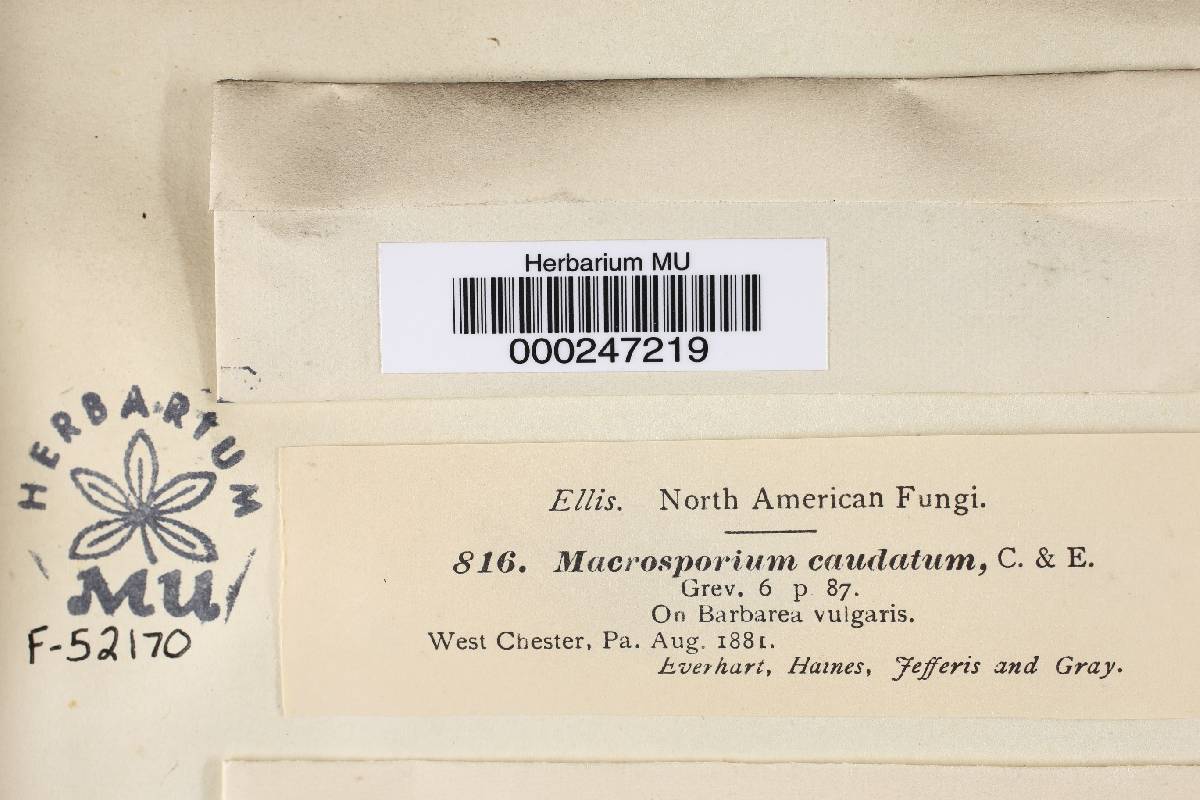 Herbarium MU
000247219
HERBARIUM
MU
F-52170
Ellis. North American Fungi.
816. Macrosporium caudatum, C. & E.
Grev. 6 p 87.
On Barbarea vulgaris.
West Chester, Pa. Aug. 1881.
Everhart, Haines, Jefferis and Gray.